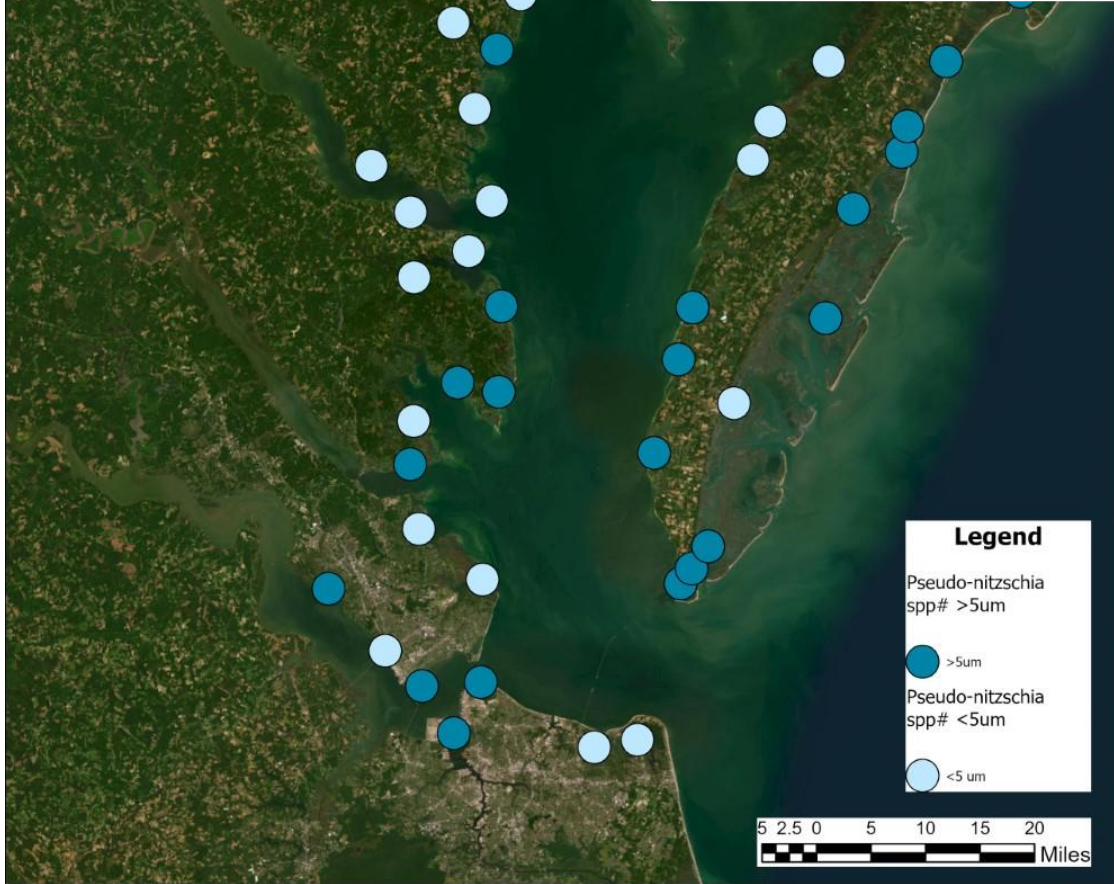 Legend
Pseudo-nitzschia
spp# >5um
>5um
Pseudo-nitzschia
spp# <5um
<5 um
5 2.5 0 5 10 15 20
Miles